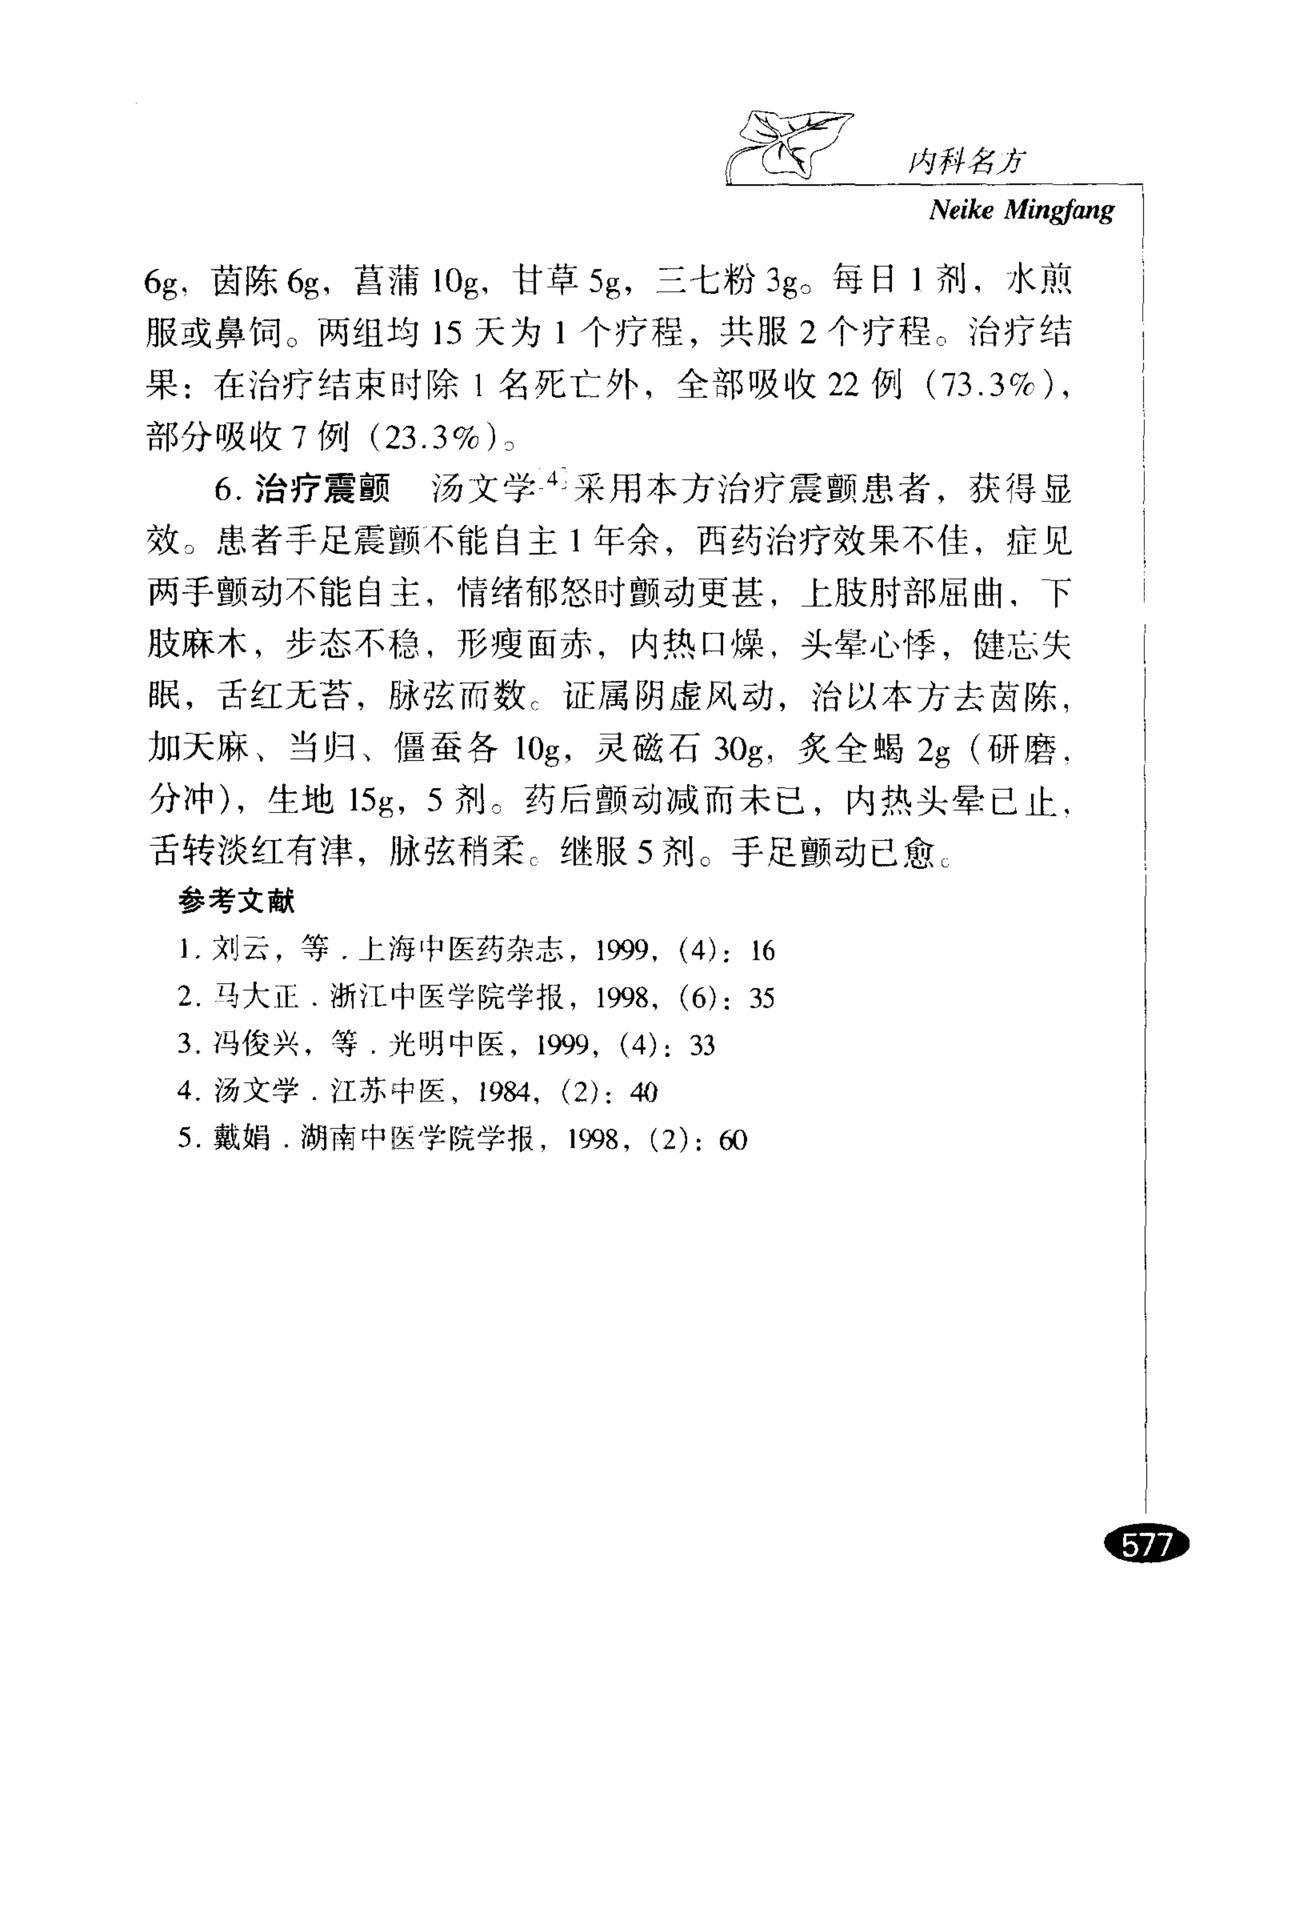 内科名方
Neike Mingfang
6g，茵陈 6g，菖蒲 10g，甘草 5g，三七粉 3g。每日 1 剂，水煎
服或鼻饲。两组均 15 天为 1 个疗程，共服 2 个疗程。治疗结
果：在治疗结束时除 1 名死亡外，全部吸收 22 例（73.3%），
部分吸收 7 例（23.3%）。
6. 治疗震颤　汤文学[4]采用本方治疗震颤患者，获得显
效。患者手足震颤不能自主 1 年余，西药治疗效果不佳，症见
两手颤动不能自主，情绪郁怒时颤动更甚，上肢肘部屈曲，下
肢麻木，步态不稳，形瘦面赤，内热口燥，头晕心悸，健忘失
眠，舌红无苔，脉弦而数。证属阴虚风动，治以本方去茵陈，
加天麻、当归、僵蚕各 10g，灵磁石 30g，炙全蝎 2g（研磨，
分冲），生地 15g，5 剂。药后颤动减而未已，内热头晕已止，
舌转淡红有津，脉弦稍柔。继服 5 剂。手足颤动已愈。
参考文献
1. 刘云，等．上海中医药杂志，1999，（4）：16
2. 马大正．浙江中医学院学报，1998，（6）：35
3. 冯俊兴，等．光明中医，1999，（4）：33
4. 汤文学．江苏中医，1984，（2）：40
5. 戴娟．湖南中医学院学报，1998，（2）：60
577